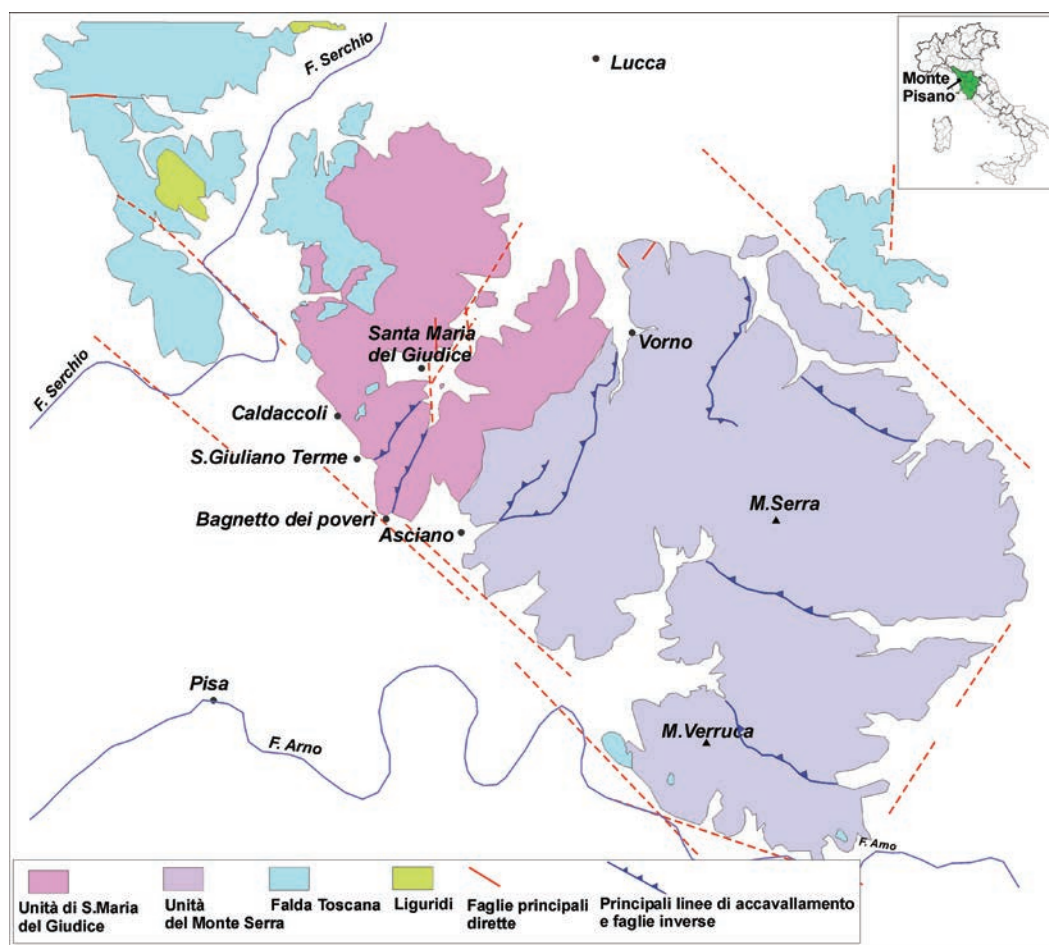 F. Serchio
Lucca
Monte
Pisano
Santa Maria
del Giudice
Vorno
F. Serchio
Caldaccoli
S.Giuliano Terme
M.Serra
Bagnetto dei poveri
Asciano
Pisa
M.Verruca
F. Arno
F. Arno
Unità di S.Maria
del Giudice
Unità
del Monte Serra
Falda Toscana
Liguridi
Faglie principali
dirette
Principali linee di accavallamento
e faglie inverse